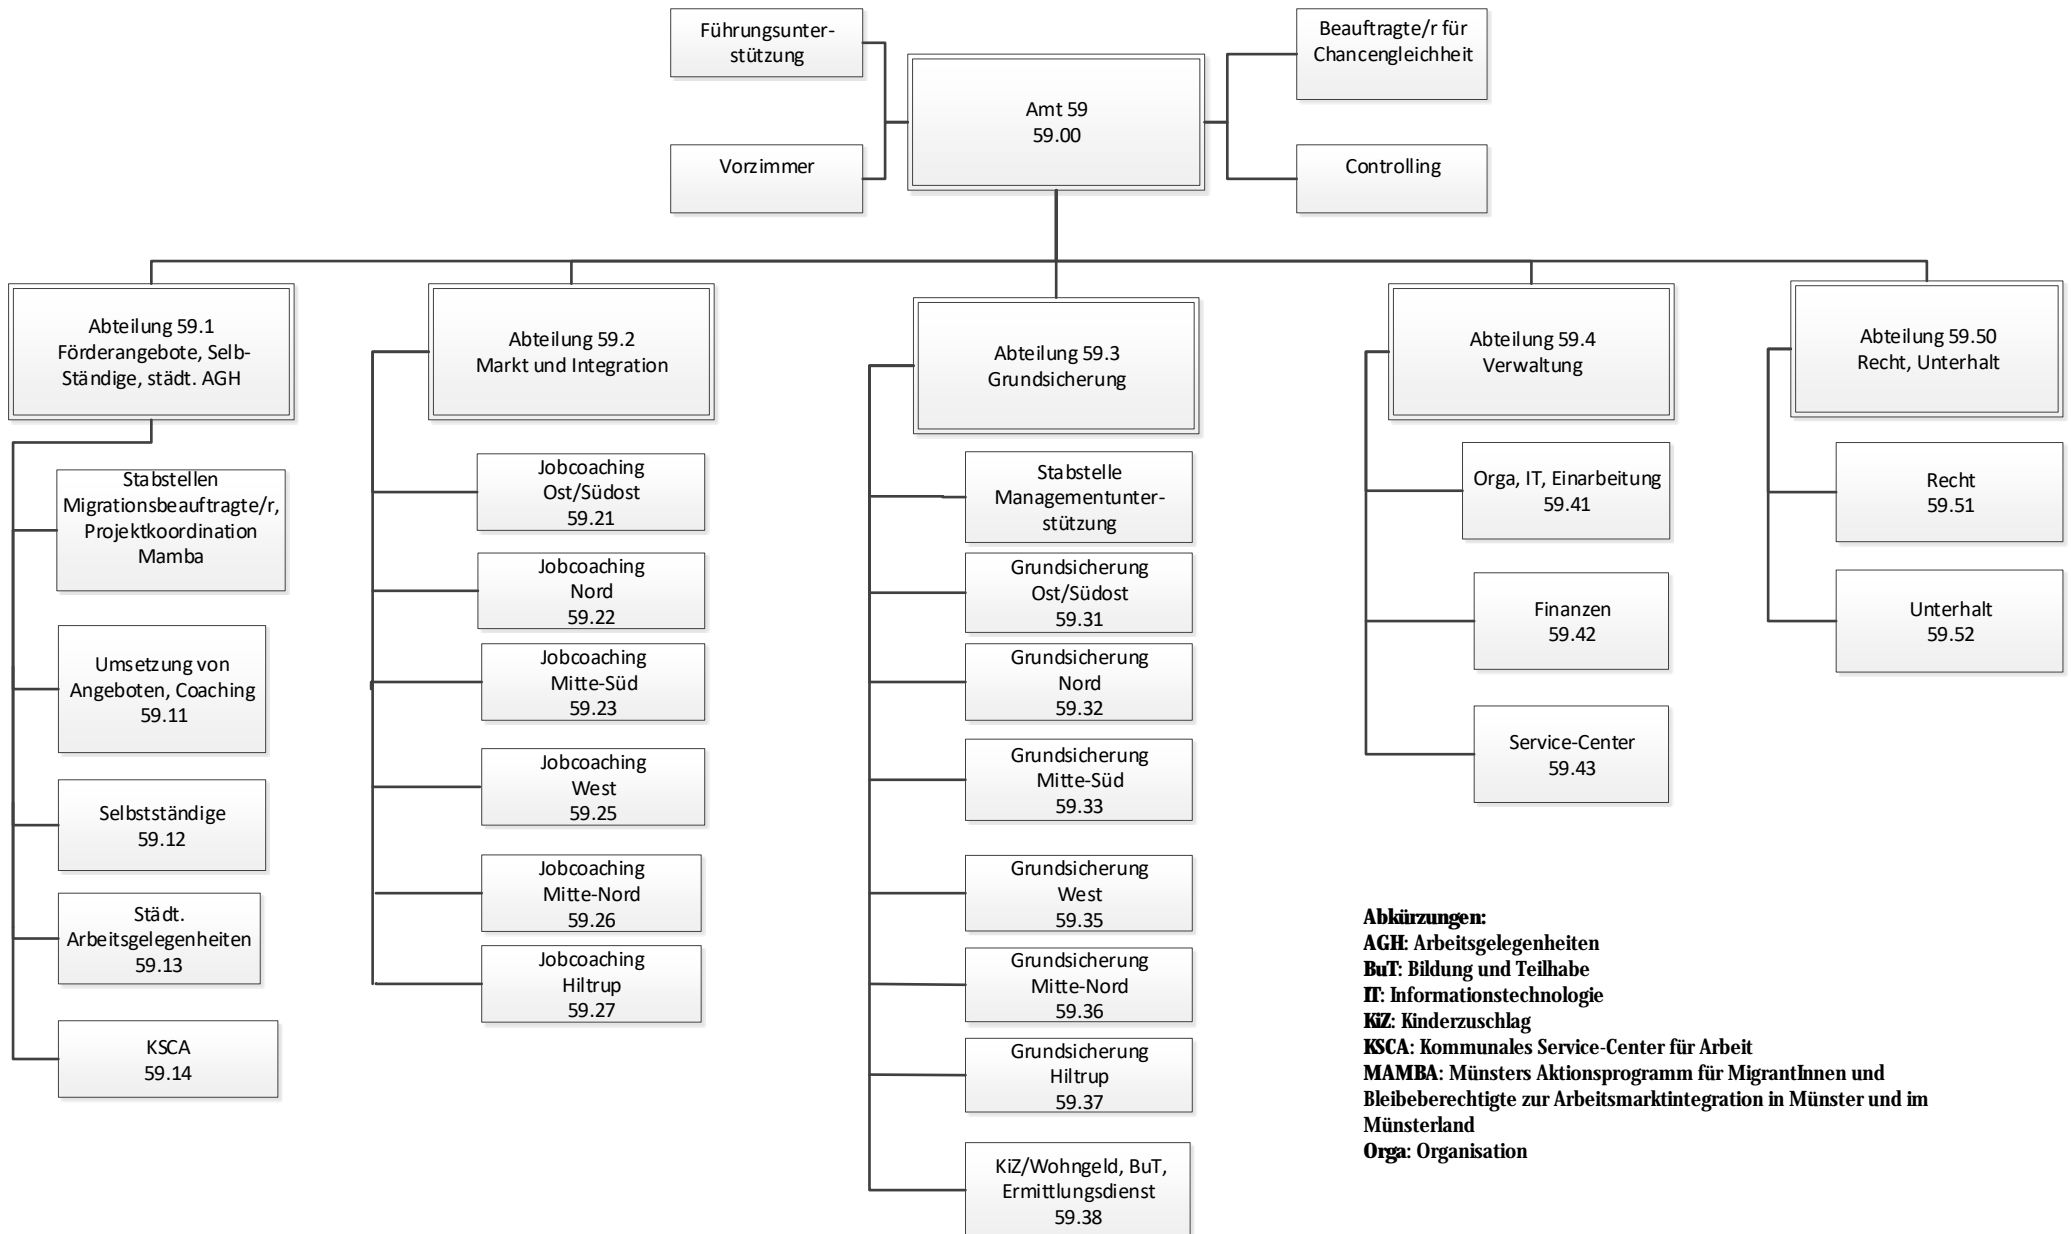 Führungsunter-
stützung
Beauftragte/r für
Chancengleichheit
Amt 59
59.00
Vorzimmer
Controlling
Abteilung 59.1
Förderangebote, Selb-
Ständige, städt. AGH
Stabstellen
Migrationsbeauftragte/r,
Projektkoordination
Mamba
Umsetzung von
Angeboten, Coaching
59.11
Selbstständige
59.12
Städt.
Arbeitsgelegenheiten
59.13
KSCA
59.14
Abteilung 59.2
Markt und Integration
Jobcoaching
Ost/Südost
59.21
Jobcoaching
Nord
59.22
Jobcoaching
Mitte-Süd
59.23
Jobcoaching
West
59.25
Jobcoaching
Mitte-Nord
59.26
Jobcoaching
Hiltrup
59.27
Abteilung 59.3
Grundsicherung
Stabstelle
Managementunter-
stützung
Grundsicherung
Ost/Südost
59.31
Grundsicherung
Nord
59.32
Grundsicherung
Mitte-Süd
59.33
Grundsicherung
West
59.35
Grundsicherung
Mitte-Nord
59.36
Grundsicherung
Hiltrup
59.37
KiZ/Wohngeld, BuT,
Ermittlungsdienst
59.38
Abteilung 59.4
Verwaltung
Orga, IT, Einarbeitung
59.41
Finanzen
59.42
Service-Center
59.43
Abteilung 59.50
Recht, Unterhalt
Recht
59.51
Unterhalt
59.52
Abkürzungen:
AGH: Arbeitsgelegenheiten
BuT: Bildung und Teilhabe
IT: Informationstechnologie
KiZ: Kinderzuschlag
KSCA: Kommunales Service-Center für Arbeit
MAMBA: Münsters Aktionsprogramm für MigrantInnen und
Bleibeberechtigte zur Arbeitsmarktintegration in Münster und im
Münsterland
Orga: Organisation